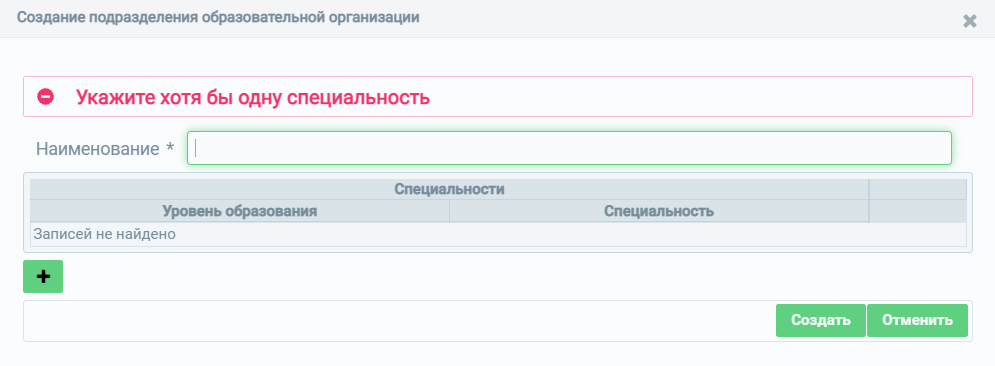 Создание подразделения образовательной организации
Укажите хотя бы одну специальность
Наименование *
Специальности
Уровень образования Специальность
Записей не найдено
Создать Отменить